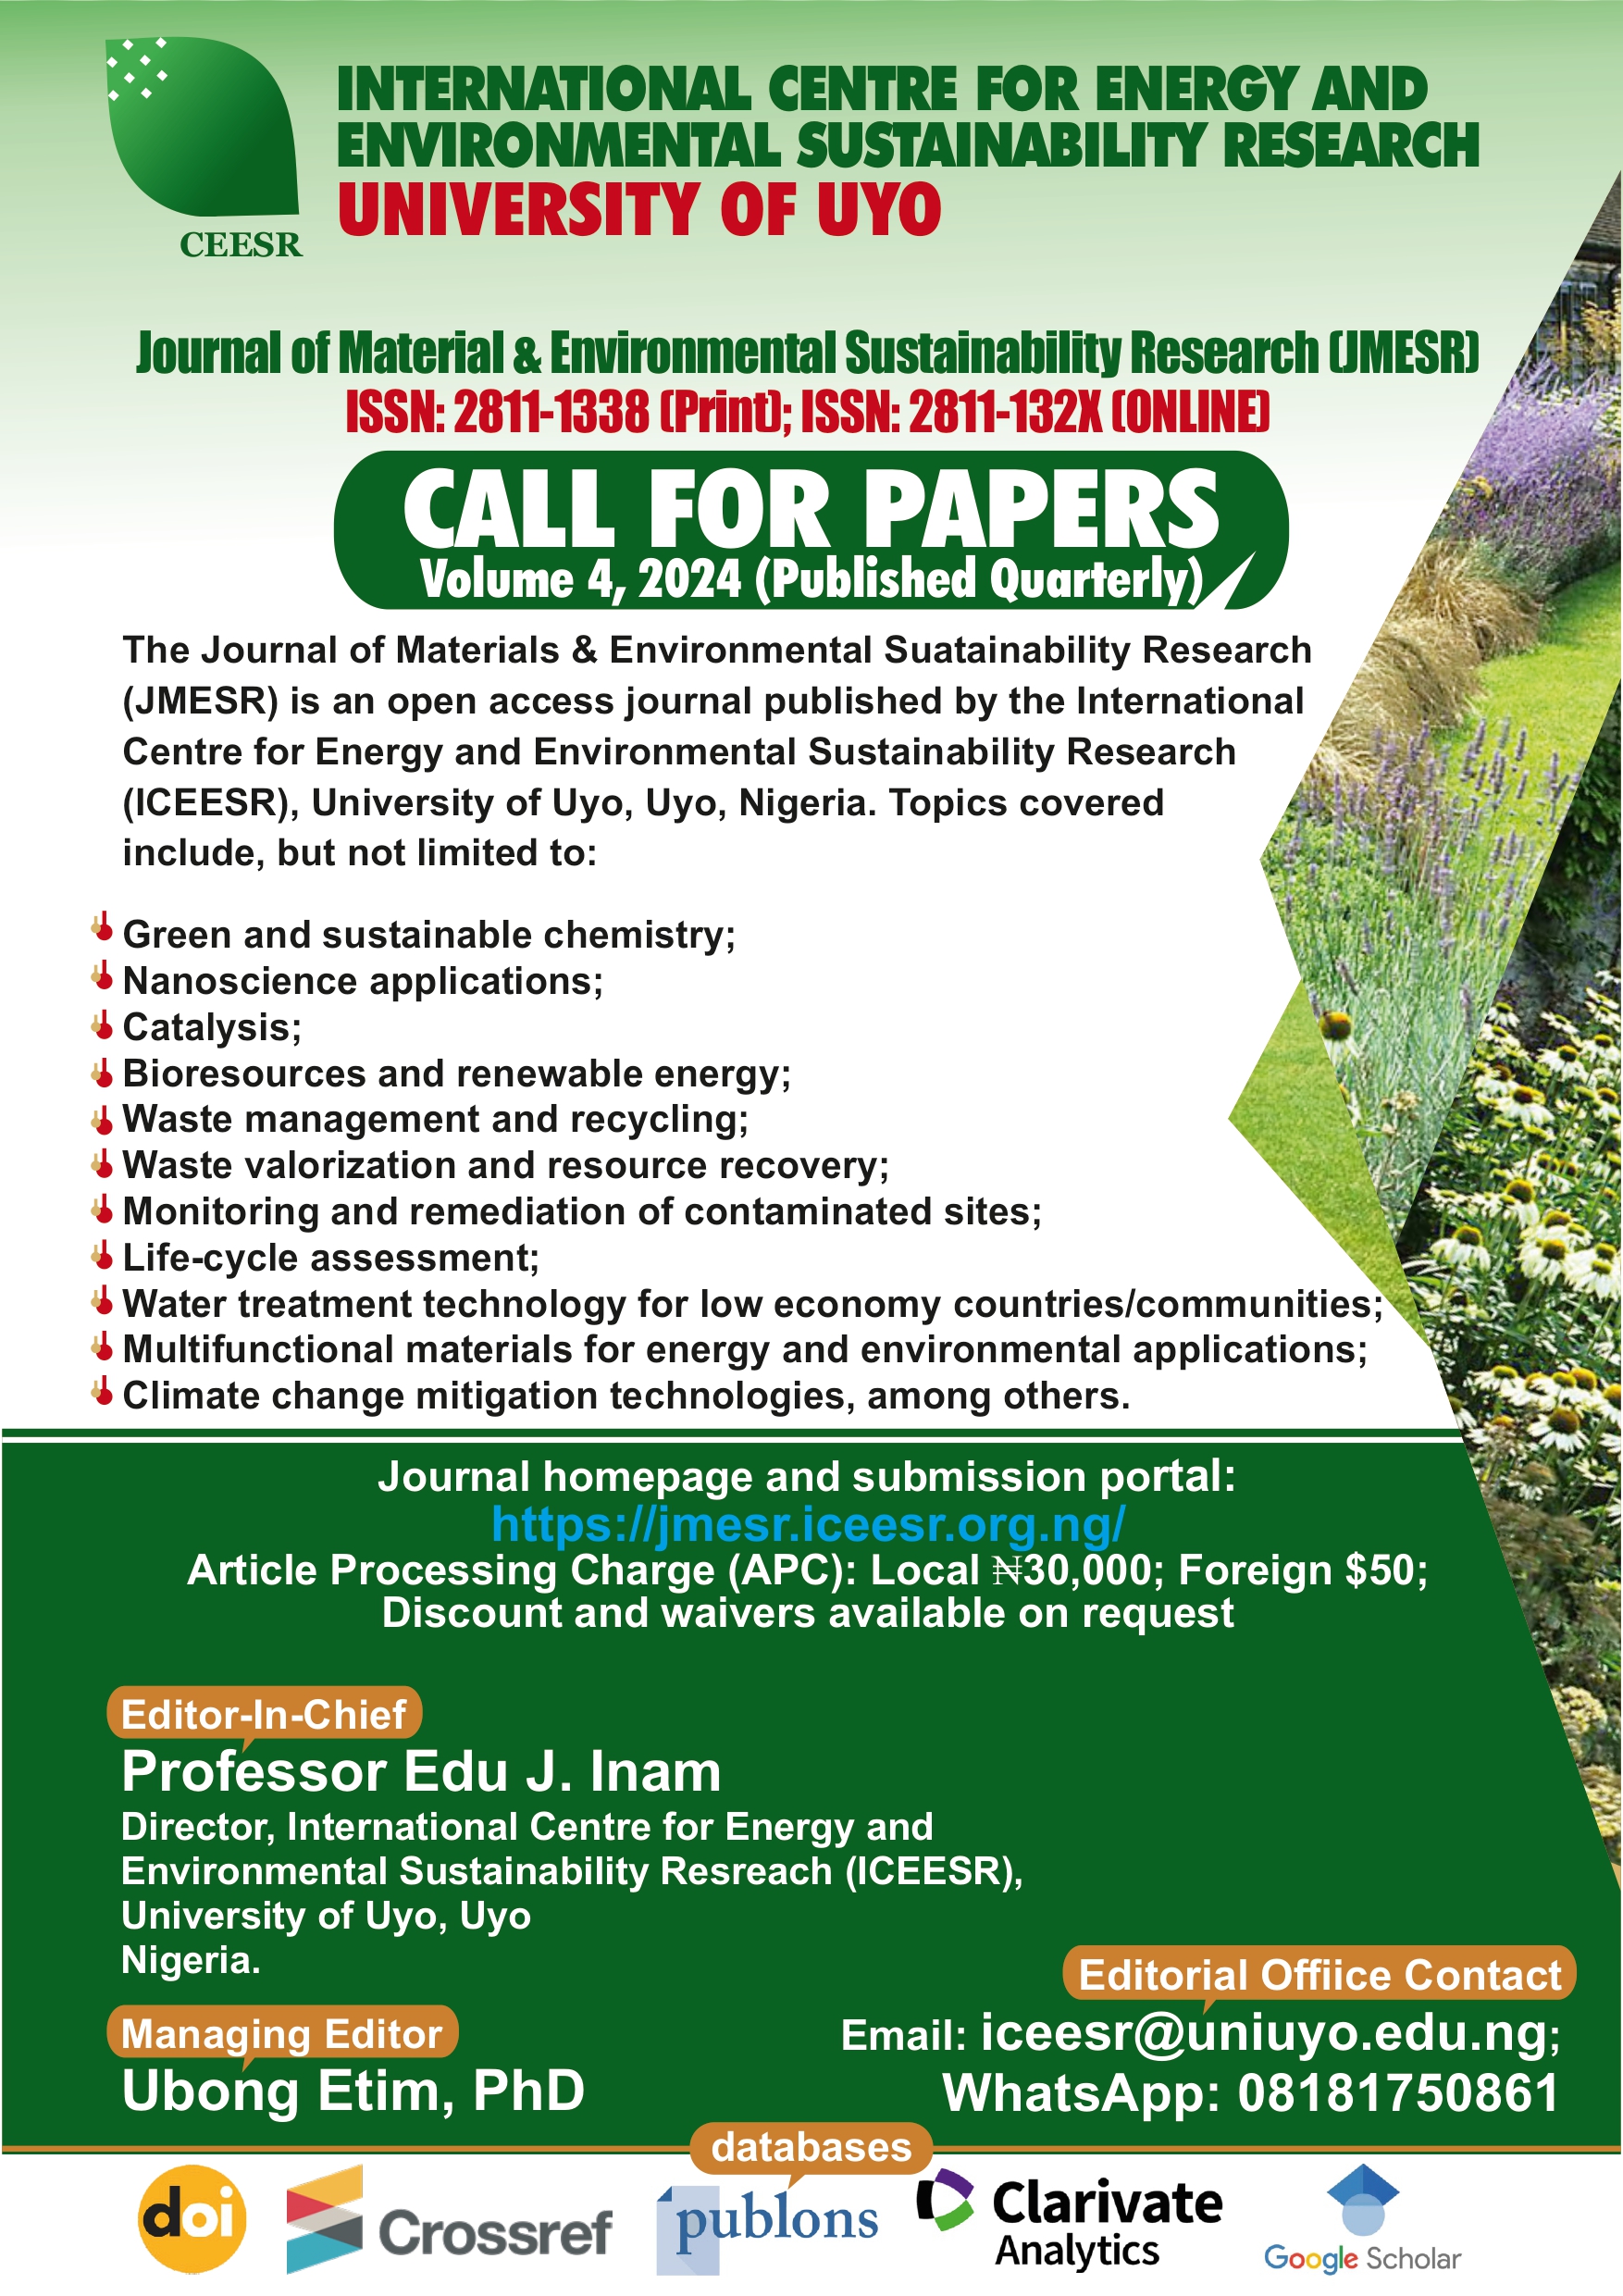 CEESR
INTERNATIONAL CENTRE FOR ENERGY AND
ENVIRONMENTAL SUSTAINABILITY RESEARCH
UNIVERSITY OF UYO
Journal of Material & Environmental Sustainability Research (JMESR)
ISSN: 2811-1338 (Print); ISSN: 2811-132X (ONLINE)
CALL FOR PAPERS
Volume 4, 2024 (Published Quarterly)
The Journal of Materials & Environmental Suatainability Research
(JMESR) is an open access journal published by the International
Centre for Energy and Environmental Sustainability Research
(ICEESR), University of Uyo, Uyo, Nigeria. Topics covered
include, but not limited to:
Green and sustainable chemistry;
Nanoscience applications;
Catalysis;
Bioresources and renewable energy;
Waste management and recycling;
Waste valorization and resource recovery;
Monitoring and remediation of contaminated sites;
Life-cycle assessment;
Water treatment technology for low economy countries/communities;
Multifunctional materials for energy and environmental applications;
Climate change mitigation technologies, among others.
Journal homepage and submission portal:
https://jmesr.iceesr.org.ng/
Article Processing Charge (APC): Local ₦30,000; Foreign $50;
Discount and waivers available on request
Editor-In-Chief
Professor Edu J. Inam
Director, International Centre for Energy and
Environmental Sustainability Resreach (ICEESR),
University of Uyo, Uyo
Nigeria.
Managing Editor
Ubong Etim, PhD
Editorial Offiice Contact
Email: iceesr@uniuyo.edu.ng;
WhatsApp: 08181750861
databases
doi
Crossref
publons
Clarivate
Analytics
Google Scholar